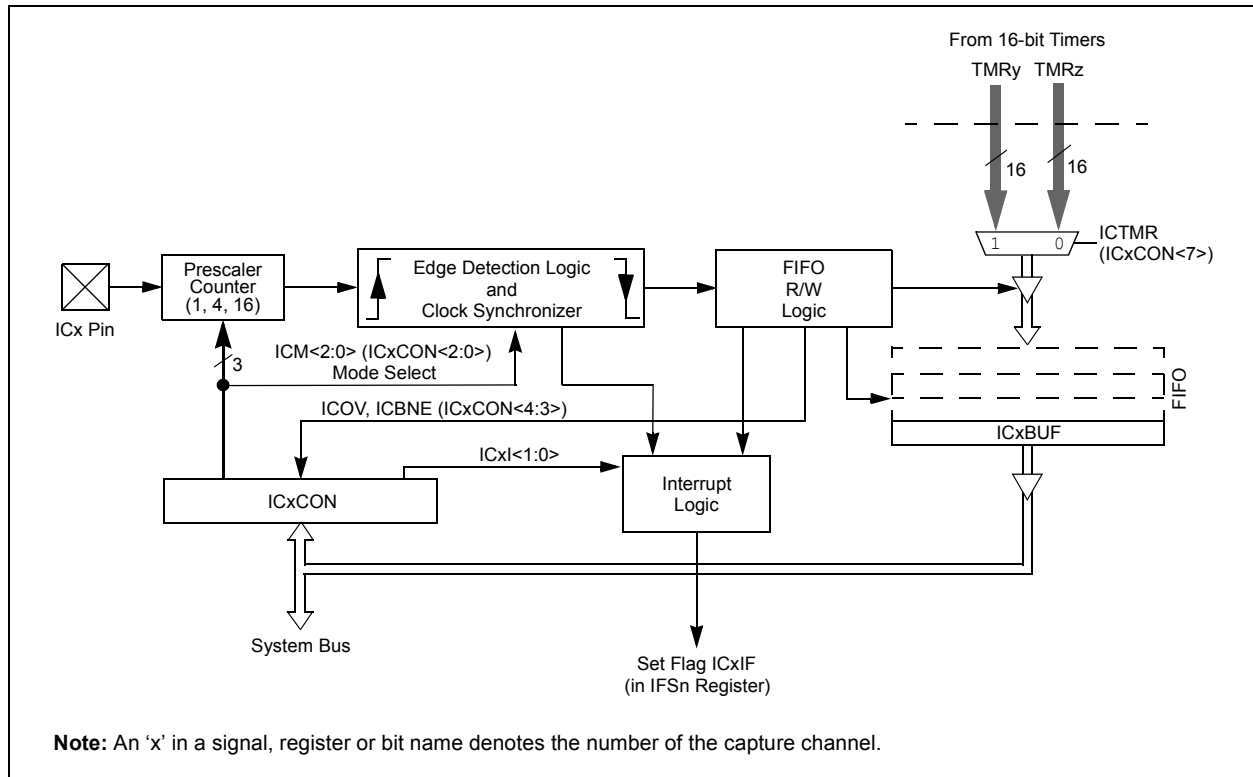 From 16-bit Timers
TMRy TMRz
16 16
1 0
ICTMR
(ICxCON<7>)
Prescaler
Counter
(1, 4, 16)
Edge Detection Logic
and
Clock Synchronizer
FIFO
R/W
Logic
ICx Pin
3
ICM<2:0> (ICxCON<2:0>)
Mode Select
FIFO
ICOV, ICBNE (ICxCON<4:3>)
ICxBUF
ICxI<1:0>
Interrupt
Logic
ICxCON
System Bus
Set Flag ICxIF
(in IFSn Register)
Note: An ‘x’ in a signal, register or bit name denotes the number of the capture channel.